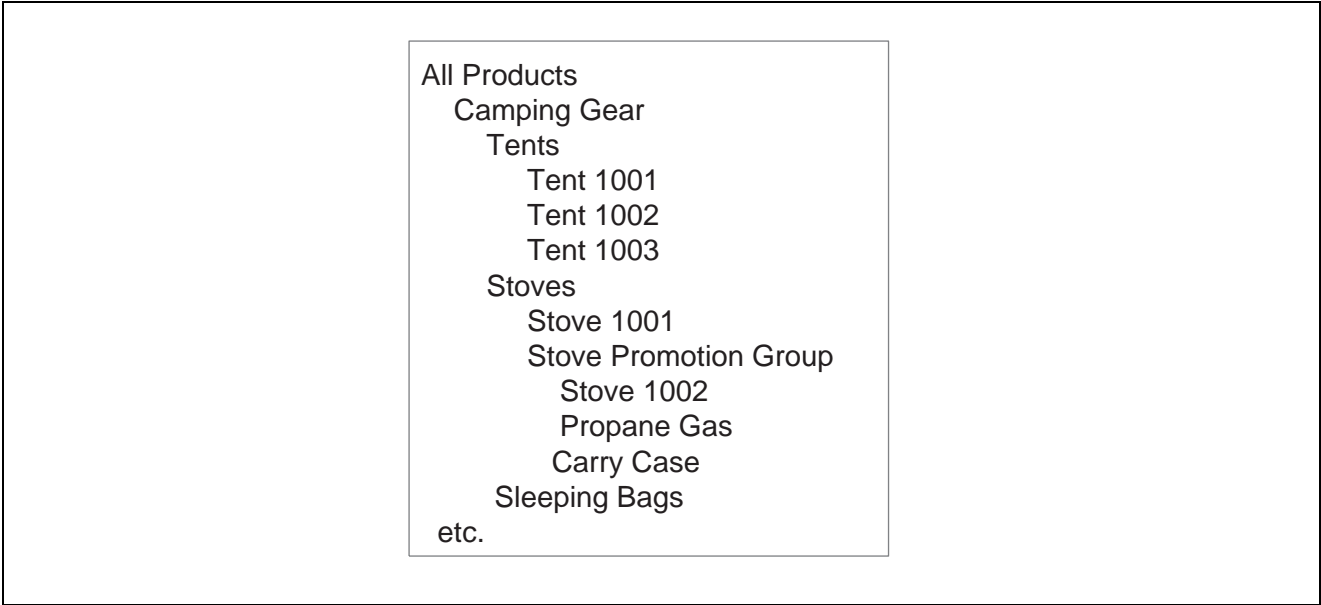 All Products
Camping Gear
Tents
Tent 1001
Tent 1002
Tent 1003
Stoves
Stove 1001
Stove Promotion Group
Stove 1002
Propane Gas
Carry Case
Sleeping Bags
etc.